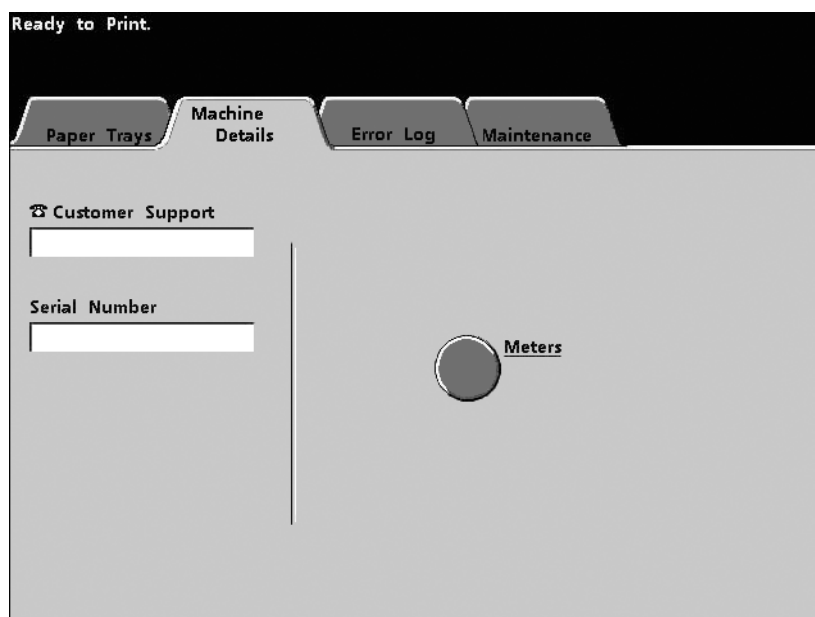 Ready to Print.
Paper Trays
Machine
Details
Error Log
Maintenance
☎ Customer Support
Serial Number
Meters